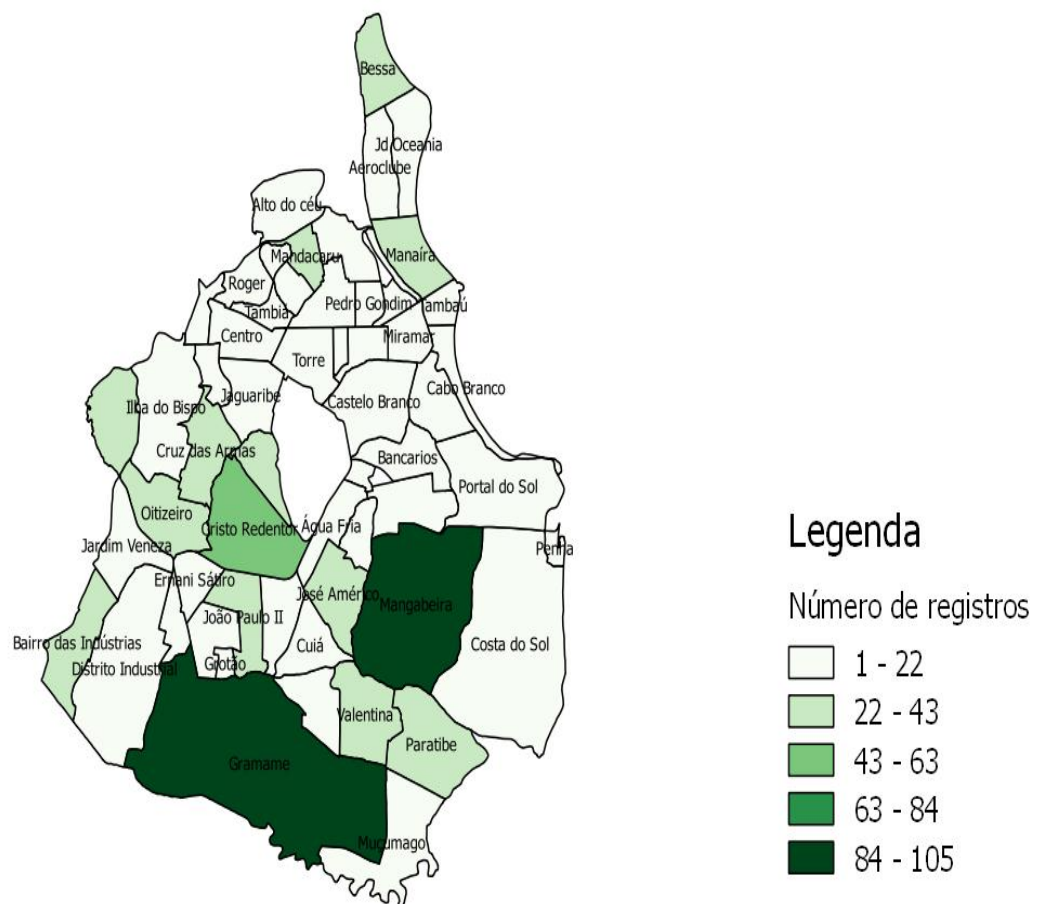 Bessa
Jd Oceania
Aeroclube
Alto do céu
Mandacaru
Manaíra
Roger
Tambiá
Pedro Gondim
Tambaú
Centro
Miramar
Torre
Jaguaribe
Cabo Branco
Ilha do Bispo
Castelo Branco
Cruz das Armas
Bancarios
Portal do Sol
Oitizeiro
Cristo Redentor
Água Fria
Jardim Veneza
Penha
Ernani Sátiro
José Américo
Mangabeira
João Paulo II
Bairro das Indústrias
Cuiá
Costa do Sol
Distrito Industrial
Grotão
Valentina
Paratibe
Gramame
Muçumago
Legenda
Número de registros
1 - 22
22 - 43
43 - 63
63 - 84
84 - 105